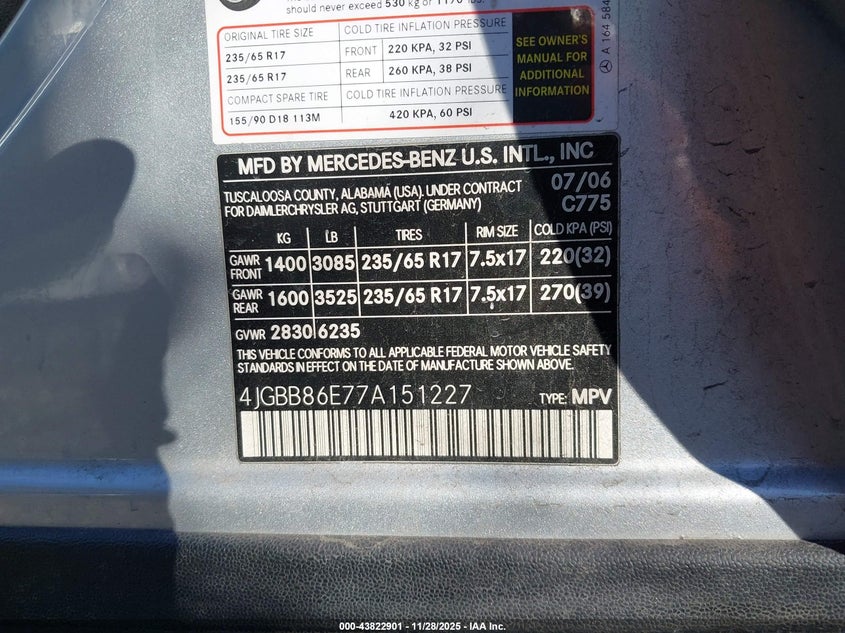 should never exceed 530 kg or 1170 lbs.
ORIGINAL TIRE SIZE COLD TIRE INFLATION PRESSURE
235/65 R17 FRONT 220 KPA, 32 PSI
235/65 R17 REAR 260 KPA, 38 PSI
COMPACT SPARE TIRE COLD TIRE INFLATION PRESSURE
155/90 D18 113M 420 KPA, 60 PSI
SEE OWNER'S
MANUAL FOR
ADDITIONAL
INFORMATION
A 164 584
MFD BY MERCEDES-BENZ U.S. INTL., INC
TUSCALOOSA COUNTY, ALABAMA (USA). UNDER CONTRACT 07/06
FOR DAIMLERCHRYSLER AG, STUTTGART (GERMANY) C775
KG LB TIRES RIM SIZE COLD KPA (PSI)
GAWR FRONT 1400 3085 235/65 R17 7.5x17 220(32)
GAWR REAR 1600 3525 235/65 R17 7.5x17 270(39)
GVWR 2830 6235
THIS VEHICLE CONFORMS TO ALL APPLICABLE FEDERAL MOTOR VEHICLE SAFETY
STANDARDS IN EFFECT ON THE DATE OF MANUFACTURE SHOWN ABOVE.
4JGBB86E77A151227 TYPE: MPV
000-43822901 - 11/28/2025 - IAA Inc.